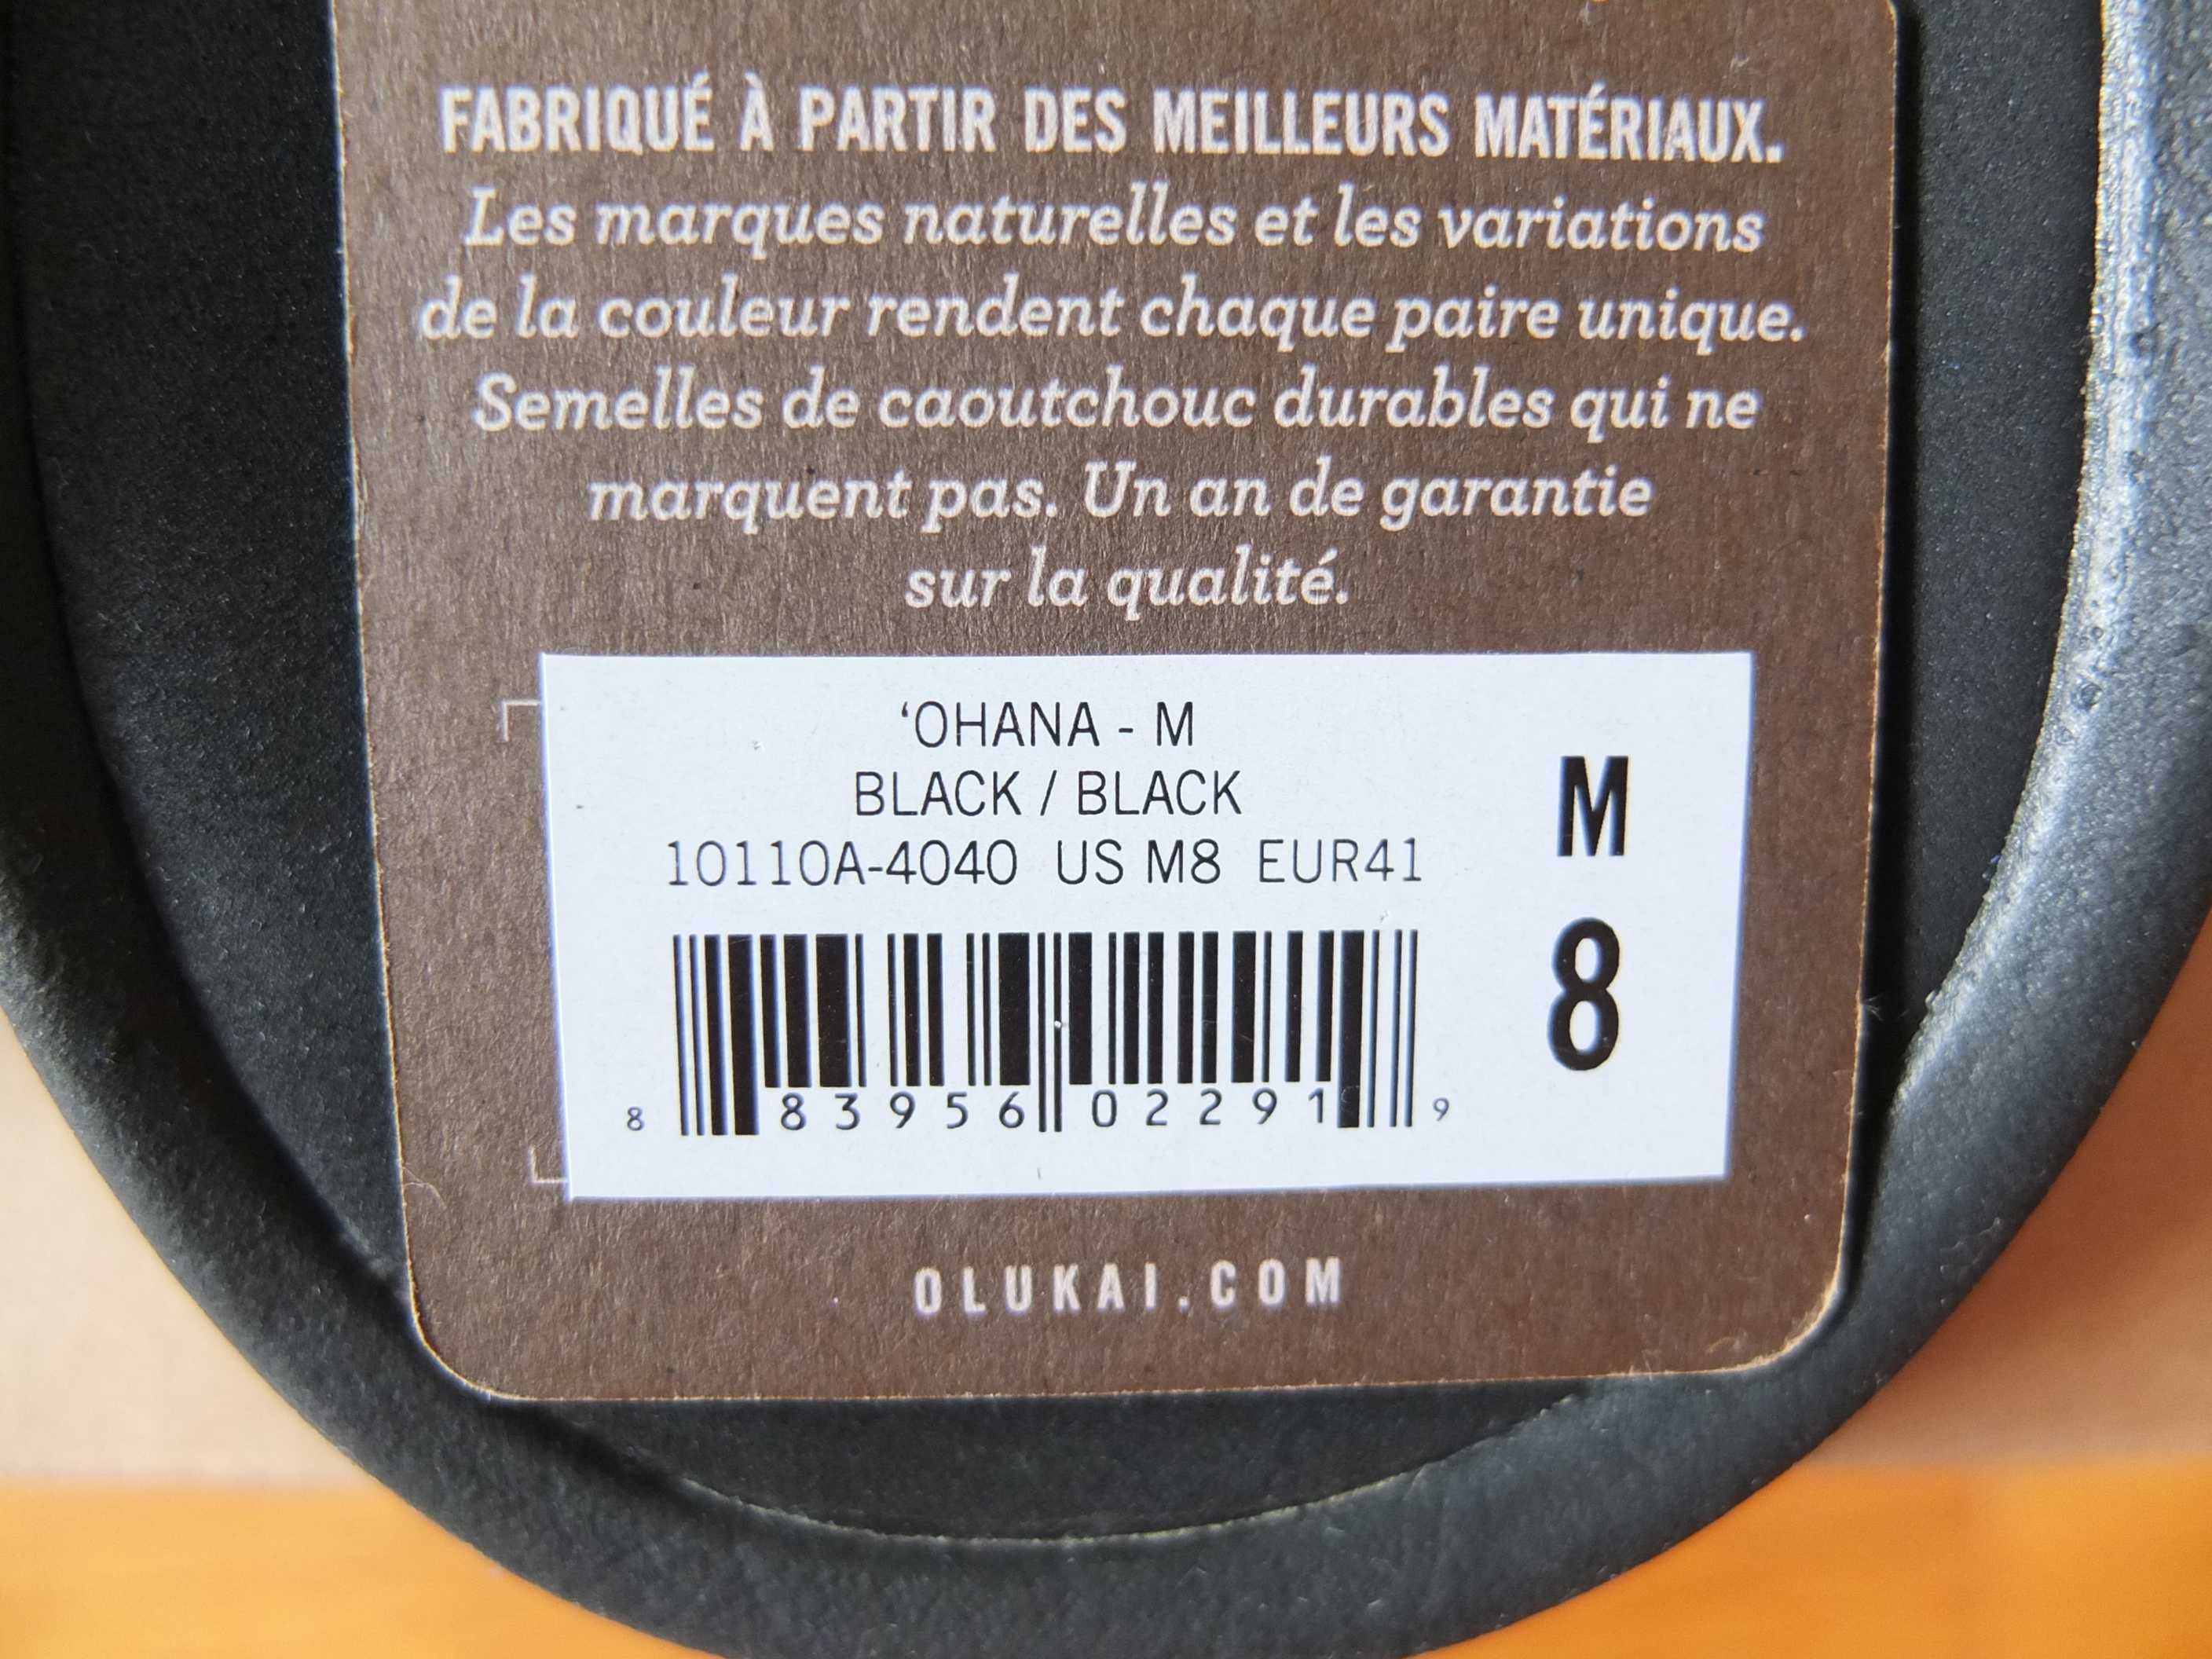 FABRIQUÉ À PARTIR DES MEILLEURS MATÉRIAUX.
Les marques naturelles et les variations
de la couleur rendent chaque paire unique.
Semelles de caoutchouc durables qui ne
marquent pas. Un an de garantie
sur la qualité.
‘OHANA - M
BLACK / BLACK
10110A-4040 US M8 EUR41
M
8
8 83956 02291 9
OLUKAI.COM